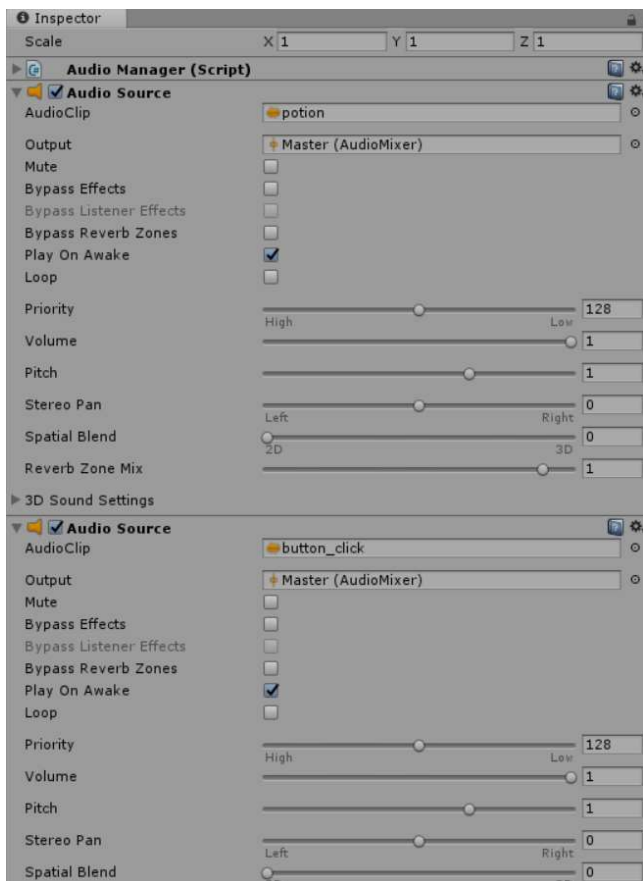 Inspector
Scale X 1 Y 1 Z 1
Audio Manager (Script)
Audio Source
AudioClip potion
Output Master (AudioMixer)
Mute
Bypass Effects
Bypass Listener Effects
Bypass Reverb Zones
Play On Awake
Loop
Priority 128
High Low
Volume 1
Pitch 1
Stereo Pan 0
Left Right
Spatial Blend 0
2D 3D
Reverb Zone Mix 1
3D Sound Settings
Audio Source
AudioClip button_click
Output Master (AudioMixer)
Mute
Bypass Effects
Bypass Listener Effects
Bypass Reverb Zones
Play On Awake
Loop
Priority 128
High Low
Volume 1
Pitch 1
Stereo Pan 0
Left Right
Spatial Blend 0